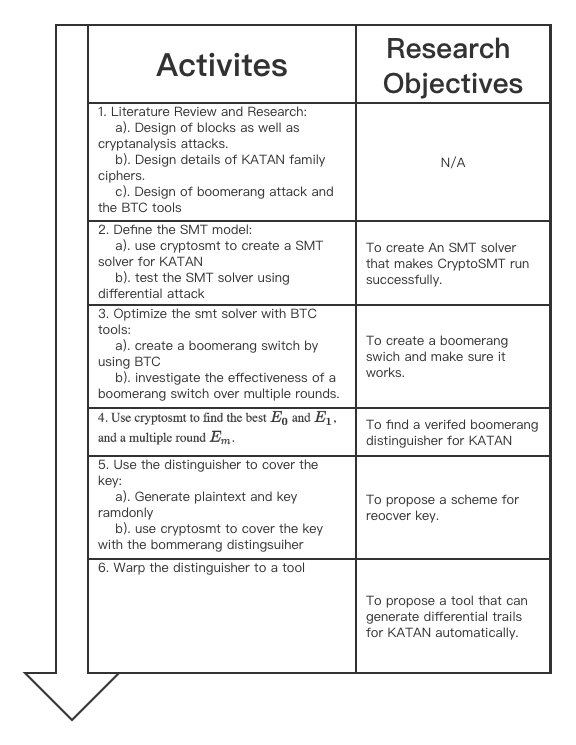 Activites
Research
Objectives
1. Literature Review and Research:
a). Design of blocks as well as
cryptanalysis attacks.
b). Design details of KATAN family
ciphers.
c). Design of boomerang attack and
the BTC tools
N/A
2. Define the SMT model:
a). use cryptosmt to create a SMT
solver for KATAN
b). test the SMT solver using
differential attack
To create An SMT solver
that makes CryptoSMT run
successfully.
3. Optimize the smt solver with BTC
tools:
a). create a boomerang switch by
using BTC
b). investigate the effectiveness of a
boomerang switch over multiple rounds.
To create a boomerang
swich and make sure it
works.
4. Use cryptosmt to find the best E₀ and E₁,
and a multiple round Eₘ.
To find a verifed boomerang
distinguisher for KATAN
5. Use the distinguisher to cover the
key:
a). Generate plaintext and key
ramdonly
b). use cryptosmt to cover the key
with the bommerang distingsuiher
To propose a scheme for
reocver key.
6. Warp the distinguisher to a tool
To propose a tool that can
generate differential trails
for KATAN automatically.